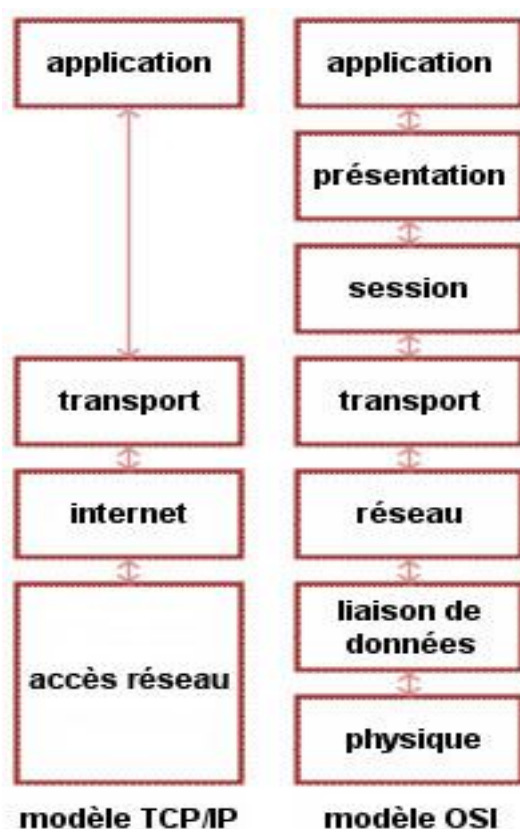 application
transport
internet
accès réseau
modèle TCP/IP
application
présentation
session
transport
réseau
liaison de
données
physique
modèle OSI